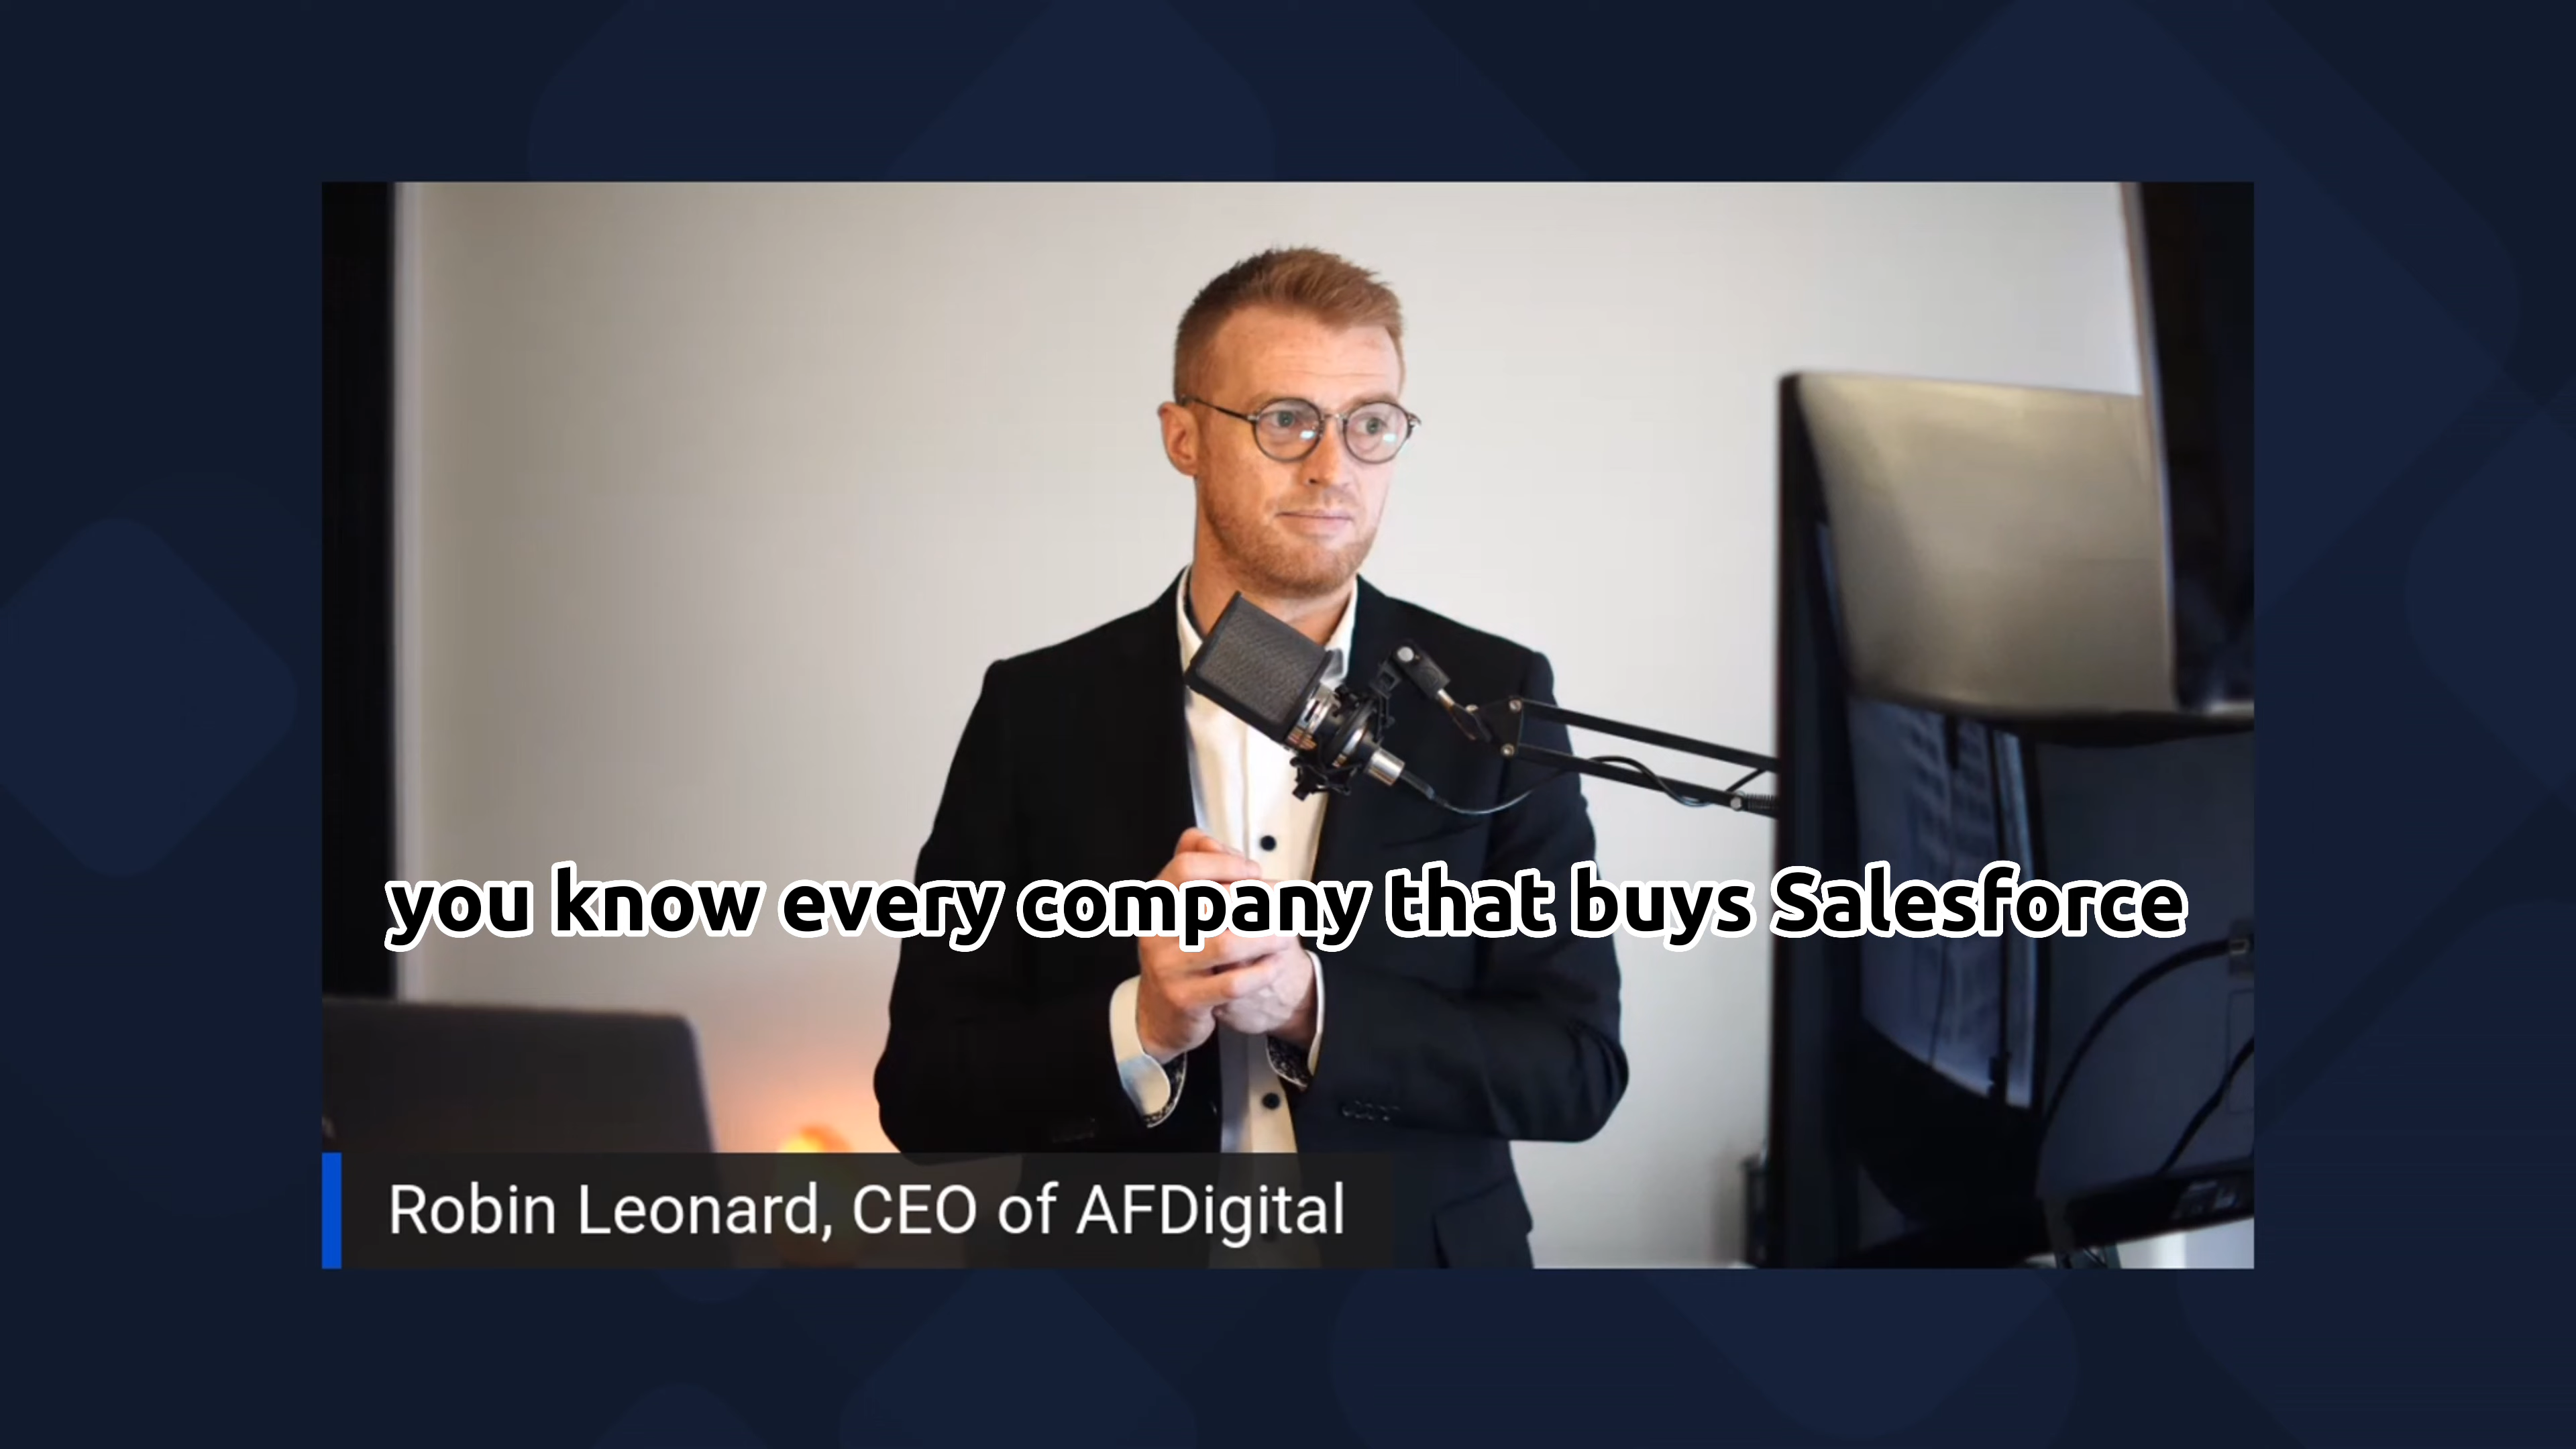 you know every company that buys Salesforce
Robin Leonard, CEO of AFDigital